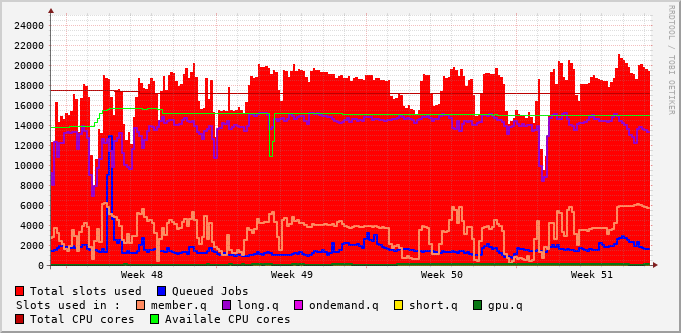 24000
22000
20000
18000
16000
14000
12000
10000
8000
6000
4000
2000
0
Week 48 Week 49 Week 50 Week 51
RRDTOOL / TOBI OETIKER
Total slots used Queued Jobs
Slots used in : member.q long.q ondemand.q short.q gpu.q
Total CPU cores Availale CPU cores